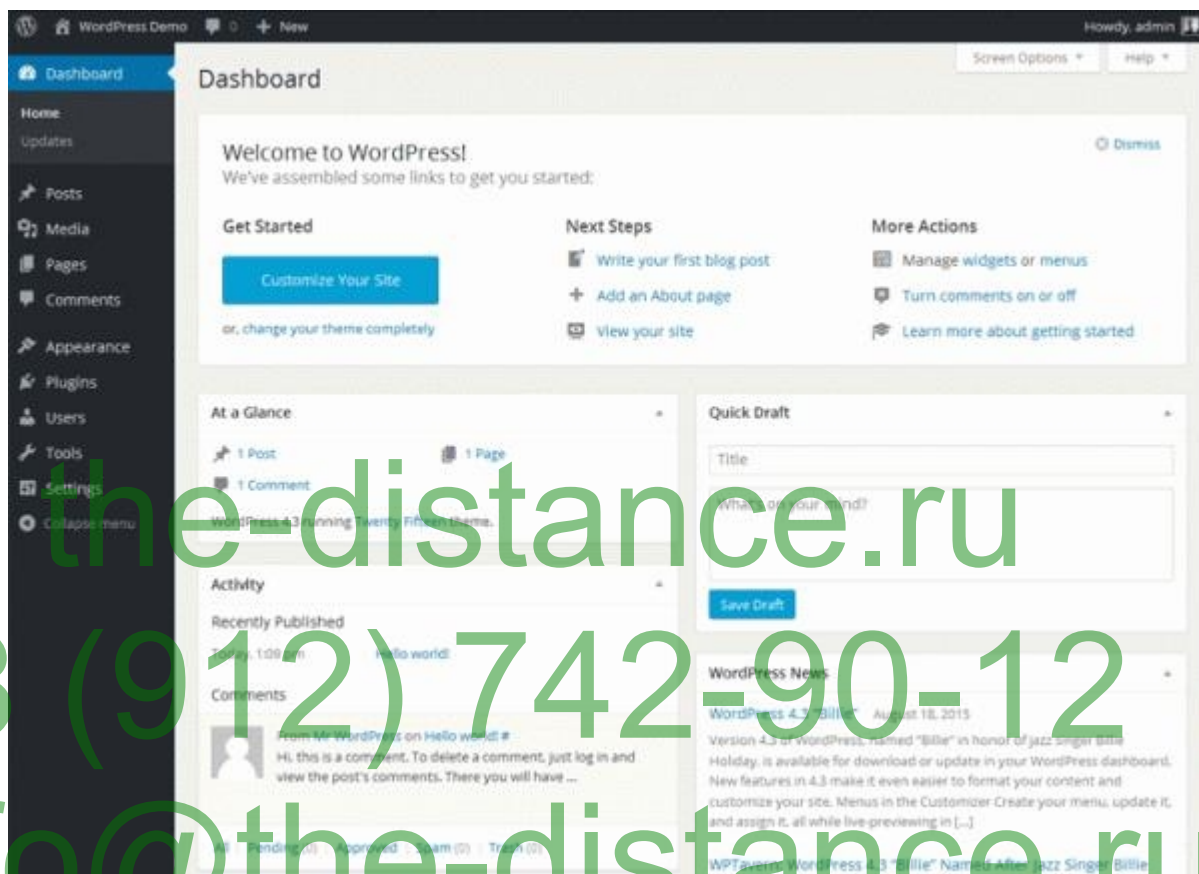 WordPress Demo 0 + New Howdy, admin
Dashboard
Home
Updates
Posts
Media
Pages
Comments
Appearance
Plugins
Users
Tools
Settings
Collapse menu
Screen Options Help
Dashboard
Welcome to WordPress!
We've assembled some links to get you started:
Dismiss
Get Started
Customize Your Site
or, change your theme completely
Next Steps
Write your first blog post
Add an About page
View your site
More Actions
Manage widgets or menus
Turn comments on or off
Learn more about getting started
At a Glance
1 Post 1 Page
1 Comment
WordPress 4.3 running Twenty Fifteen theme.
Activity
Recently Published
Today, 1:09 pm Hello world!
Comments
From Mr WordPress on Hello world! #
Hi, this is a comment. To delete a comment, just log in and
view the post's comments. There you will have ...
All Pending (0) Approved Spam (0) Trash (0)
Quick Draft
Title
What's on your mind?
Save Draft
WordPress News
WordPress 4.3 "Billie" August 18, 2015
Version 4.3 of WordPress, named "Billie" in honor of jazz singer Billie
Holiday, is available for download or update in your WordPress dashboard.
New features in 4.3 make it even easier to format your content and
customize your site. Menus in the Customizer Create your menu, update it,
and assign it, all while live-previewing in [...]
WPTavern: WordPress 4.3 "Billie" Named After Jazz Singer Billie
the-distance.ru
8 (912) 742-90-12
fo@the-distance.ru